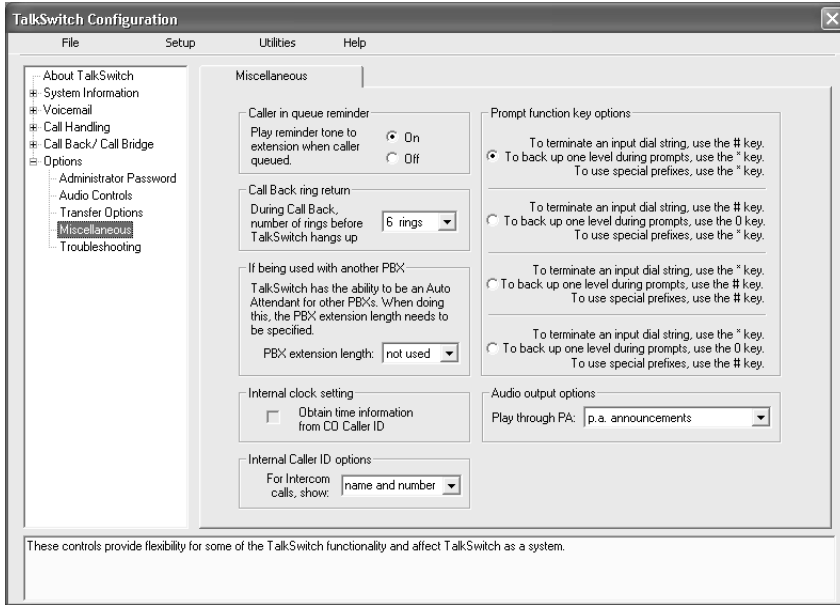 TalkSwitch Configuration
File Setup Utilities Help
About TalkSwitch
System Information
Voicemail
Call Handling
Call Back/ Call Bridge
Options
Administrator Password
Audio Controls
Transfer Options
Miscellaneous
Troubleshooting
Miscellaneous
Caller in queue reminder
Play reminder tone to
extension when caller
queued.
On
Off
Call Back ring return
During Call Back,
number of rings before
TalkSwitch hangs up
6 rings
If being used with another PBX
TalkSwitch has the ability to be an Auto
Attendant for other PBXs. When doing
this, the PBX extension length needs to
be specified.
PBX extension length: not used
Internal clock setting
Obtain time information
from CO Caller ID
Internal Caller ID options
For Intercom
calls, show:
name and number
Prompt function key options
To terminate an input dial string, use the # key.
To back up one level during prompts, use the * key.
To use special prefixes, use the * key.
To terminate an input dial string, use the # key.
To back up one level during prompts, use the 0 key.
To use special prefixes, use the * key.
To terminate an input dial string, use the * key.
To back up one level during prompts, use the # key.
To use special prefixes, use the # key.
To terminate an input dial string, use the * key.
To back up one level during prompts, use the 0 key.
To use special prefixes, use the # key.
Audio output options
Play through PA: p.a. announcements
These controls provide flexibility for some of the TalkSwitch functionality and affect TalkSwitch as a system.